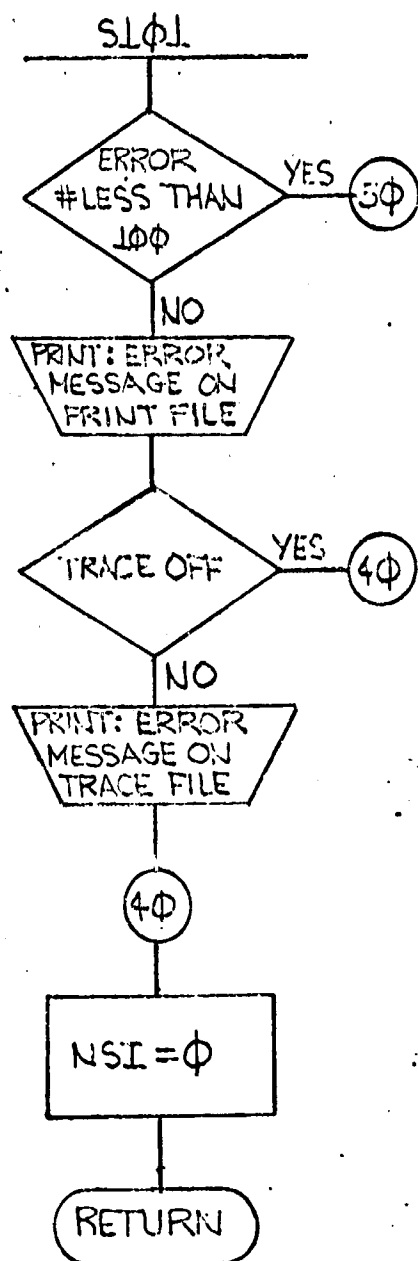 S1Ø1
ERROR
#LESS THAN
1ØØ
YES
5Ø
NO
PRINT: ERROR
MESSAGE ON
PRINT FILE
TRACE OFF
YES
4Ø
NO
PRINT: ERROR
MESSAGE ON
TRACE FILE
4Ø
NSI=Ø
RETURN